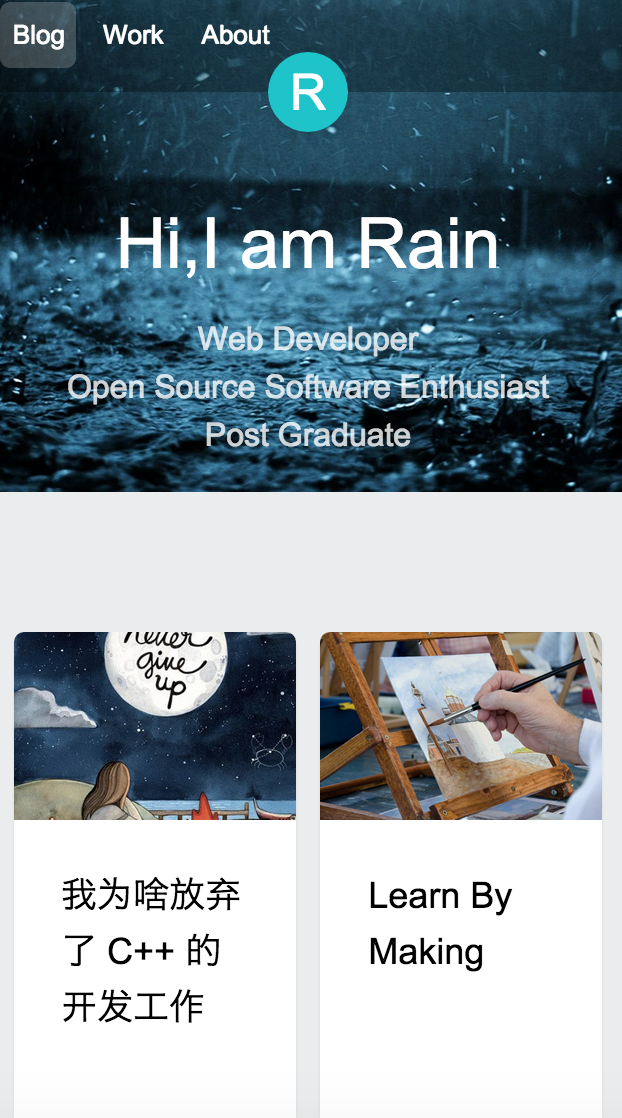 Blog Work About
R
Hi,I am Rain
Web Developer
Open Source Software Enthusiast
Post Graduate
never
give
up
我为啥放弃
了 C++ 的
开发工作
Learn By
Making